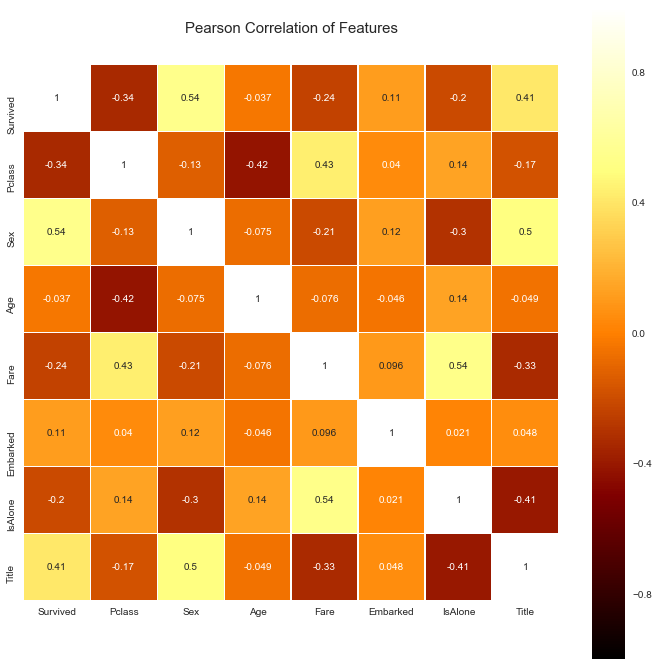 Pearson Correlation of Features
Survived 1 -0.34 0.54 -0.037 -0.24 0.11 -0.2 0.41
Pclass -0.34 1 -0.13 -0.42 0.43 0.04 0.14 -0.17
Sex 0.54 -0.13 1 -0.075 -0.21 0.12 -0.3 0.5
Age -0.037 -0.42 -0.075 1 -0.076 -0.046 0.14 -0.049
Fare -0.24 0.43 -0.21 -0.076 1 0.096 0.54 -0.33
Embarked 0.11 0.04 0.12 -0.046 0.096 1 0.021 0.048
IsAlone -0.2 0.14 -0.3 0.14 0.54 0.021 1 -0.41
Title 0.41 -0.17 0.5 -0.049 -0.33 0.048 -0.41 1
Survived Pclass Sex Age Fare Embarked IsAlone Title
0.8
0.4
0.0
−0.4
−0.8